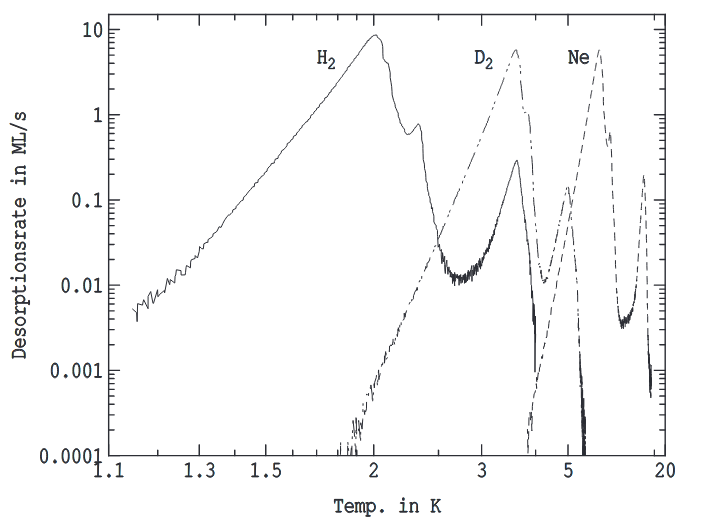 10
H2 D2 Ne
1
0.1
0.01
0.001
0.0001
1.1 1.3 1.5 2 3 5 20
Temp. in K
Desorptionsrate in ML/s